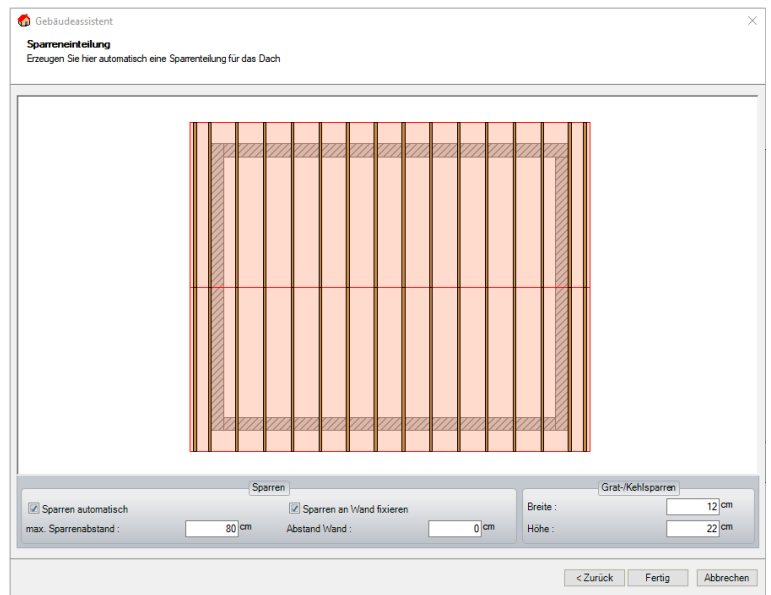 Gebäudeassistent
Sparreneinteilung
Erzeugen Sie hier automatisch eine Sparrenteilung für das Dach
Sparren
Sparren automatisch
Sparren an Wand fixieren
max. Sparrenabstand : 80 cm
Abstand Wand : 0 cm
Grat-/Kehlsparren
Breite : 12 cm
Höhe : 22 cm
< Zurück
Fertig
Abbrechen